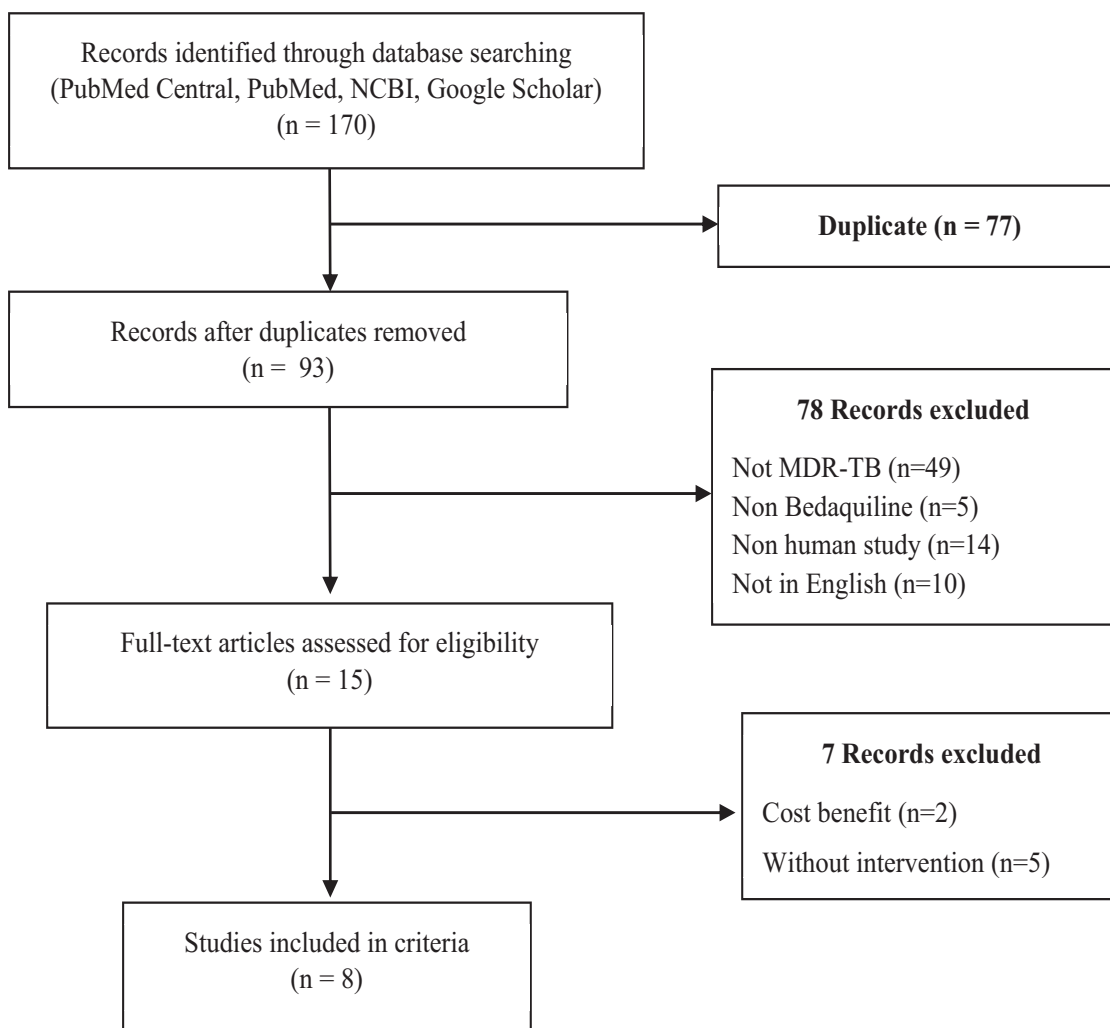 Records identified through database searching
(PubMed Central, PubMed, NCBI, Google Scholar)
(n = 170)
Duplicate (n = 77)
Records after duplicates removed
(n = 93)
78 Records excluded
Not MDR-TB (n=49)
Non Bedaquiline (n=5)
Non human study (n=14)
Not in English (n=10)
Full-text articles assessed for eligibility
(n = 15)
7 Records excluded
Cost benefit (n=2)
Without intervention (n=5)
Studies included in criteria
(n = 8)